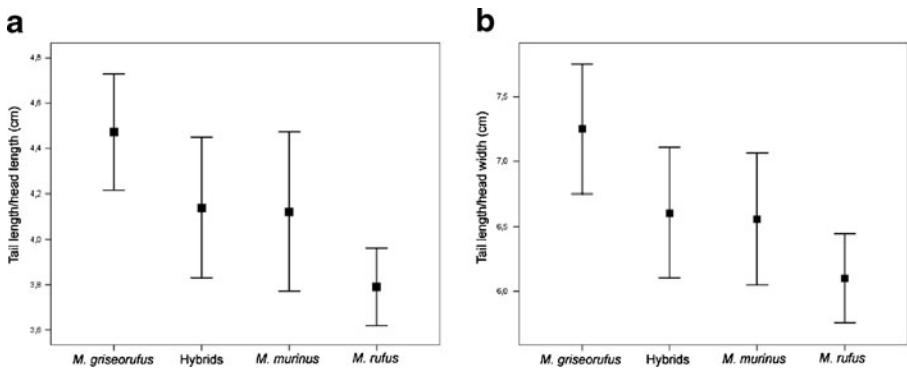 a
Tail length/head length (cm)
4,8
4,6
4,4
4,2
4,0
3,8
3,6
M. griseorufus Hybrids M. murinus M. rufus
b
Tail length/head width (cm)
7,5
7,0
6,5
6,0
M. griseorufus Hybrids M. murinus M. rufus